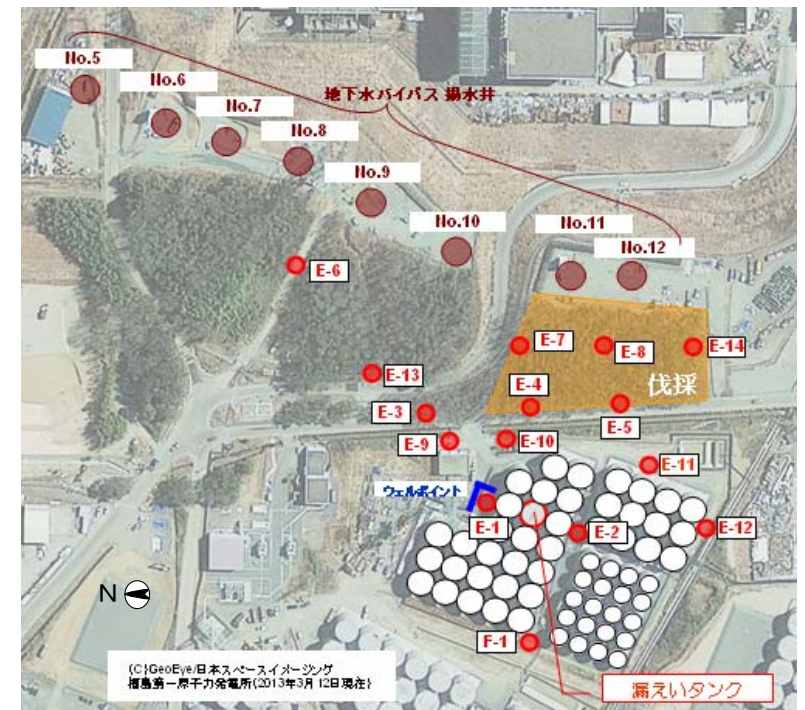 No.5
No.6
No.7
No.8
No.9
No.10
No.11
No.12
地下水バイパス 揚水井
E-6
E-7
E-8
E-14
E-13
E-4
伐採
E-3
E-5
E-9
E-10
E-11
ウェルポイント
E-1
E-2
E-12
N
F-1
(C)GeoEye/日本スペースイメージング
福島第一原子力発電所(2013年3月12日現在)
漏えいタンク